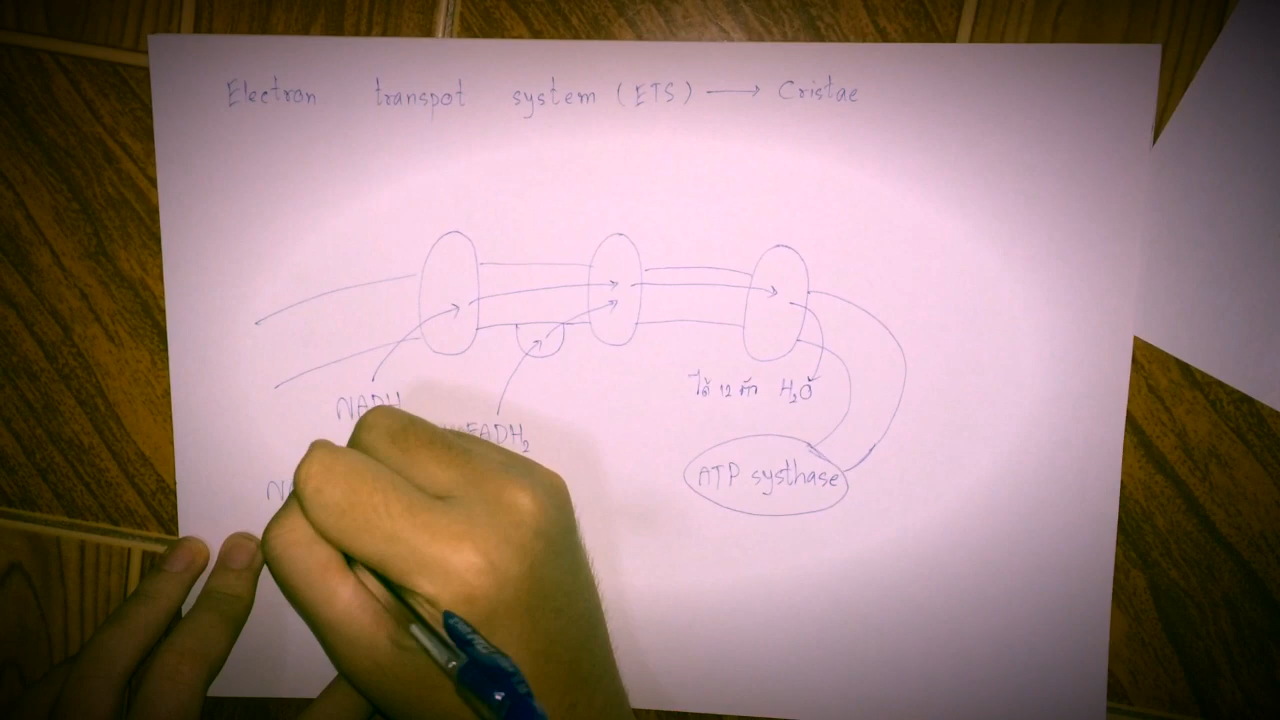 Electron transpot system (ETS) → Cristae
ได้ 12 ตัว H₂O
NADH
FADH₂
ATP systhase